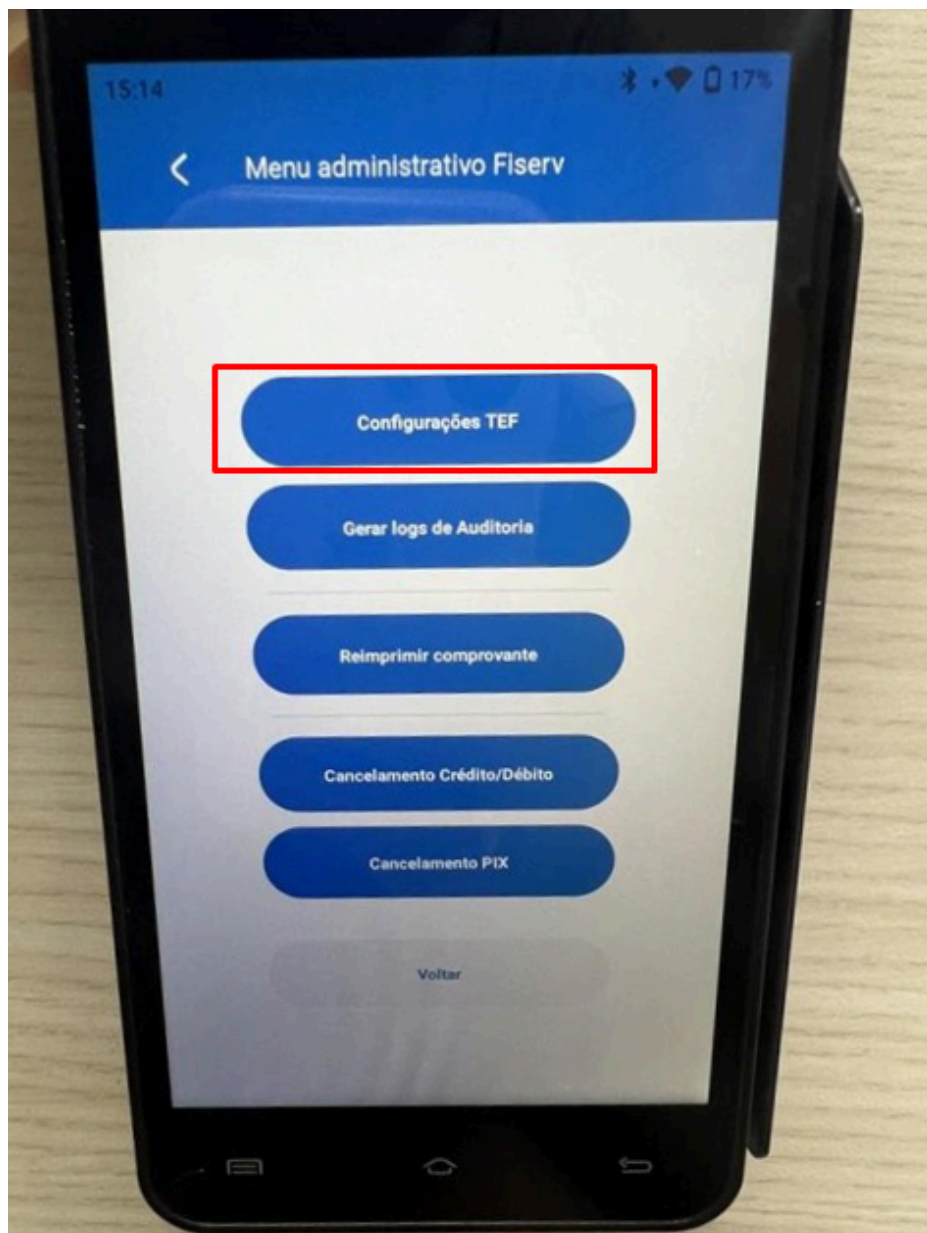 15:14 17%
Menu administrativo Fiserv
Configurações TEF
Gerar logs de Auditoria
Reimprimir comprovante
Cancelamento Crédito/Débito
Cancelamento PIX
Voltar